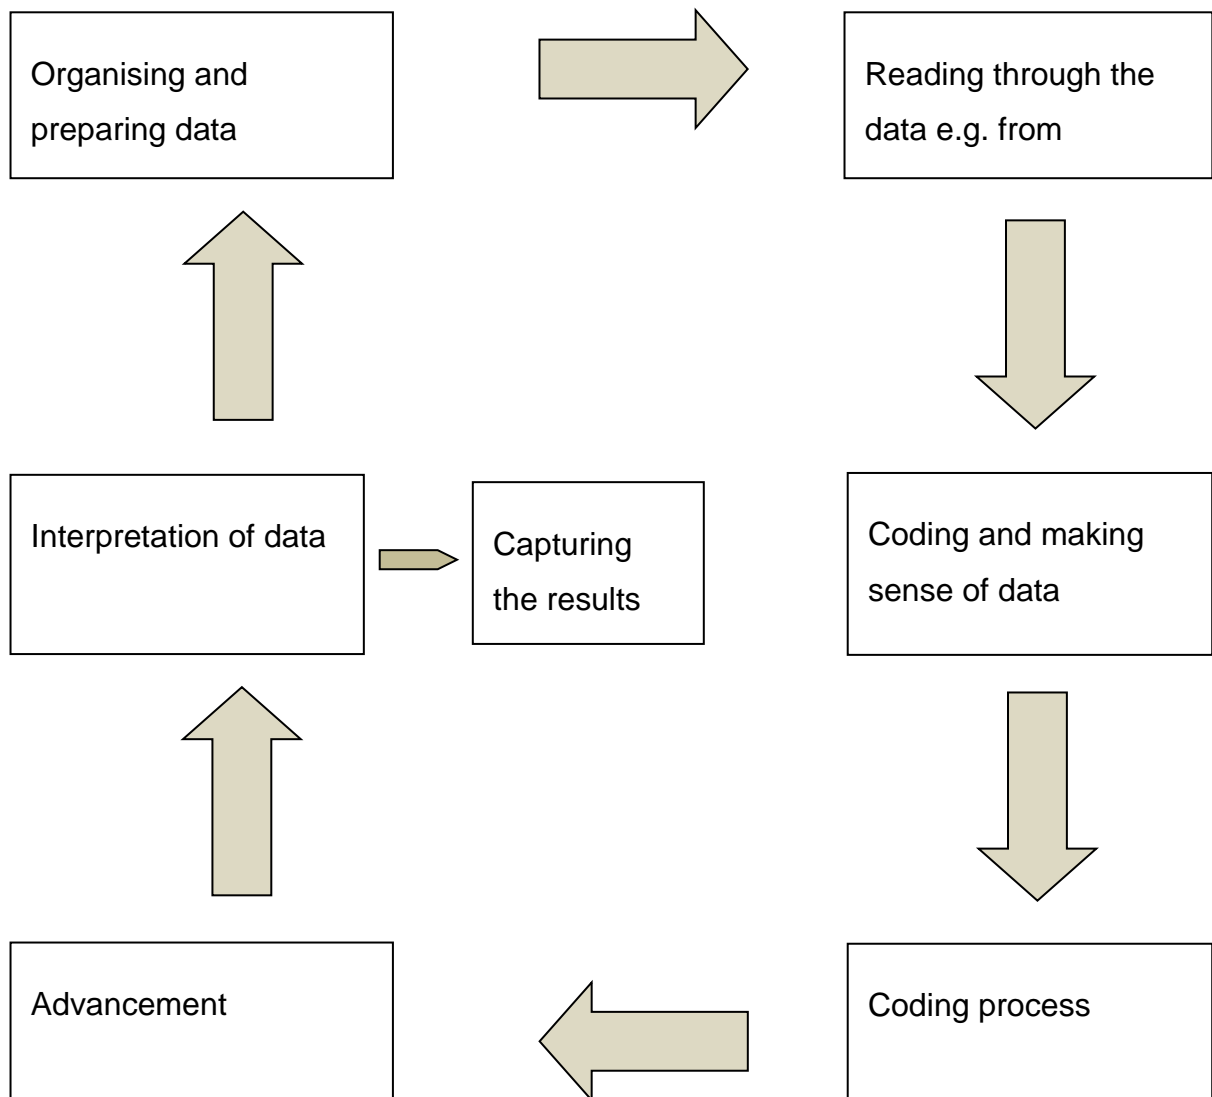 Organising and
preparing data
Reading through the
data e.g. from
Interpretation of data
Capturing
the results
Coding and making
sense of data
Advancement
Coding process